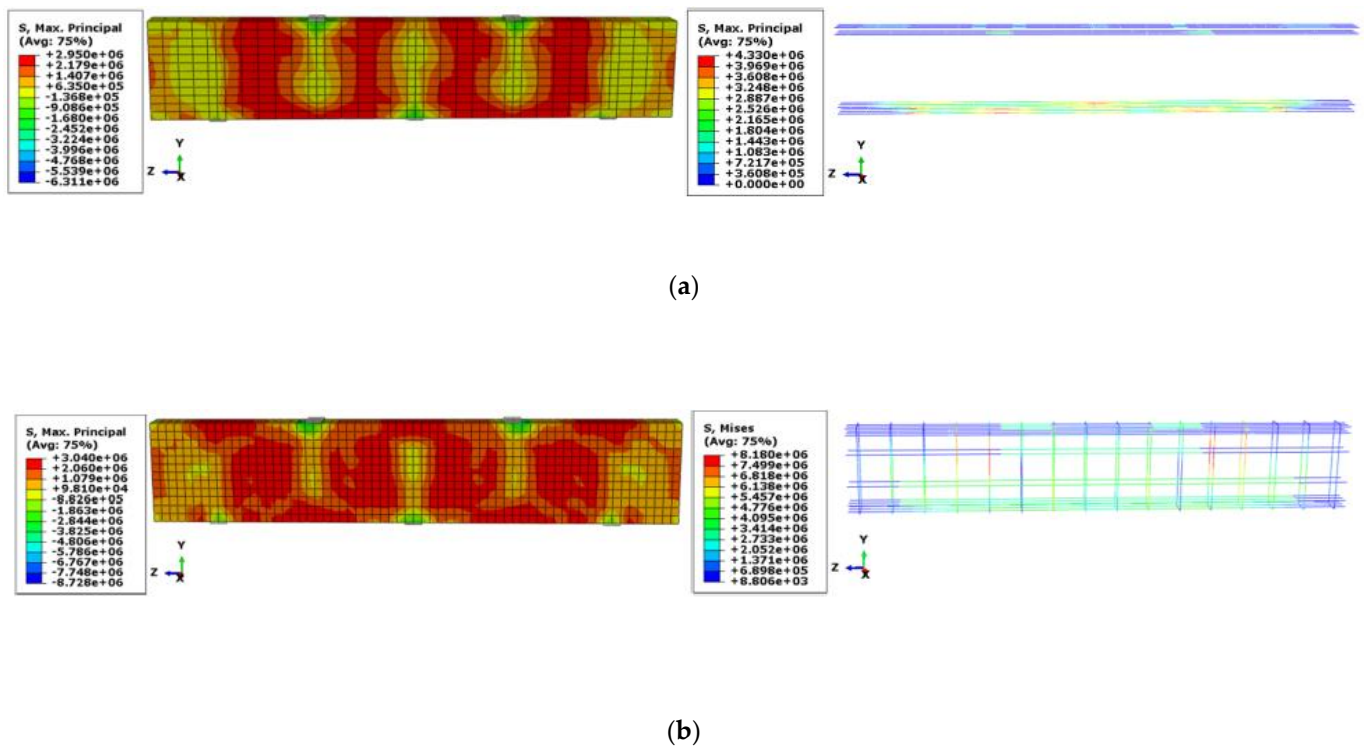 S, Max. Principal
(Avg: 75%)
+2.950e+06
+2.179e+06
+1.407e+06
+6.350e+05
-1.368e+05
-9.086e+05
-1.680e+06
-2.452e+06
-3.224e+06
-3.996e+06
-4.768e+06
-5.539e+06
-6.311e+06
Y
Z
X
S, Max. Principal
(Avg: 75%)
+4.330e+06
+3.969e+06
+3.608e+06
+3.248e+06
+2.887e+06
+2.526e+06
+2.165e+06
+1.804e+06
+1.443e+06
+1.083e+06
+7.217e+05
+3.608e+05
+0.000e+00
Y
Z
X
(a)
S, Max. Principal
(Avg: 75%)
+3.040e+06
+2.060e+06
+1.079e+06
+9.810e+04
-8.826e+05
-1.863e+06
-2.844e+06
-3.825e+06
-4.806e+06
-5.786e+06
-6.767e+06
-7.748e+06
-8.728e+06
Y
Z
X
S, Mises
(Avg: 75%)
+8.180e+06
+7.499e+06
+6.818e+06
+6.138e+06
+5.457e+06
+4.776e+06
+4.095e+06
+3.414e+06
+2.733e+06
+2.052e+06
+1.371e+06
+6.898e+05
+8.806e+03
Y
Z
X
(b)